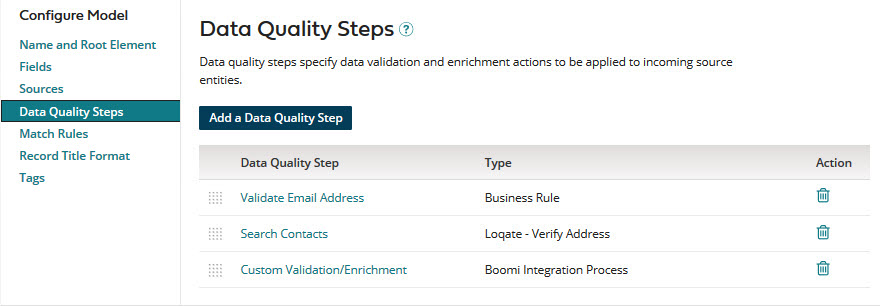 Configure Model
Name and Root Element
Fields
Sources
Data Quality Steps
Match Rules
Record Title Format
Tags
Data Quality Steps ?
Data quality steps specify data validation and enrichment actions to be applied to incoming source
entities.
Add a Data Quality Step
Data Quality Step Type Action
Validate Email Address Business Rule
Search Contacts Loqate - Verify Address
Custom Validation/Enrichment Boomi Integration Process